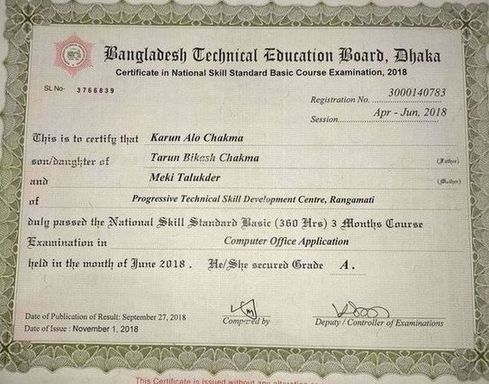 Bangladesh Technical Education Board, Dhaka
Certificate in National Skill Standard Basic Course Examination, 2018
SL No- 3766839
Registration No. 3000140783
Session Apr - Jun, 2018
This is to certify that Karun Alo Chakma
son/daughter of Tarun Bikash Chakma (Father)
and Meki Talukder (Mother)
of Progressive Technical Skill Development Centre, Rangamati
duly passed the National Skill Standard Basic (360 Hrs) 3 Months Course
Examination in Computer Office Application
held in the month of June 2018 . He/She secured Grade A .
Date of Publication of Result: September 27, 2018
Date of Issue : November 1, 2018
Compared by
Deputy / Controller of Examinations
This Certificate is issued without any